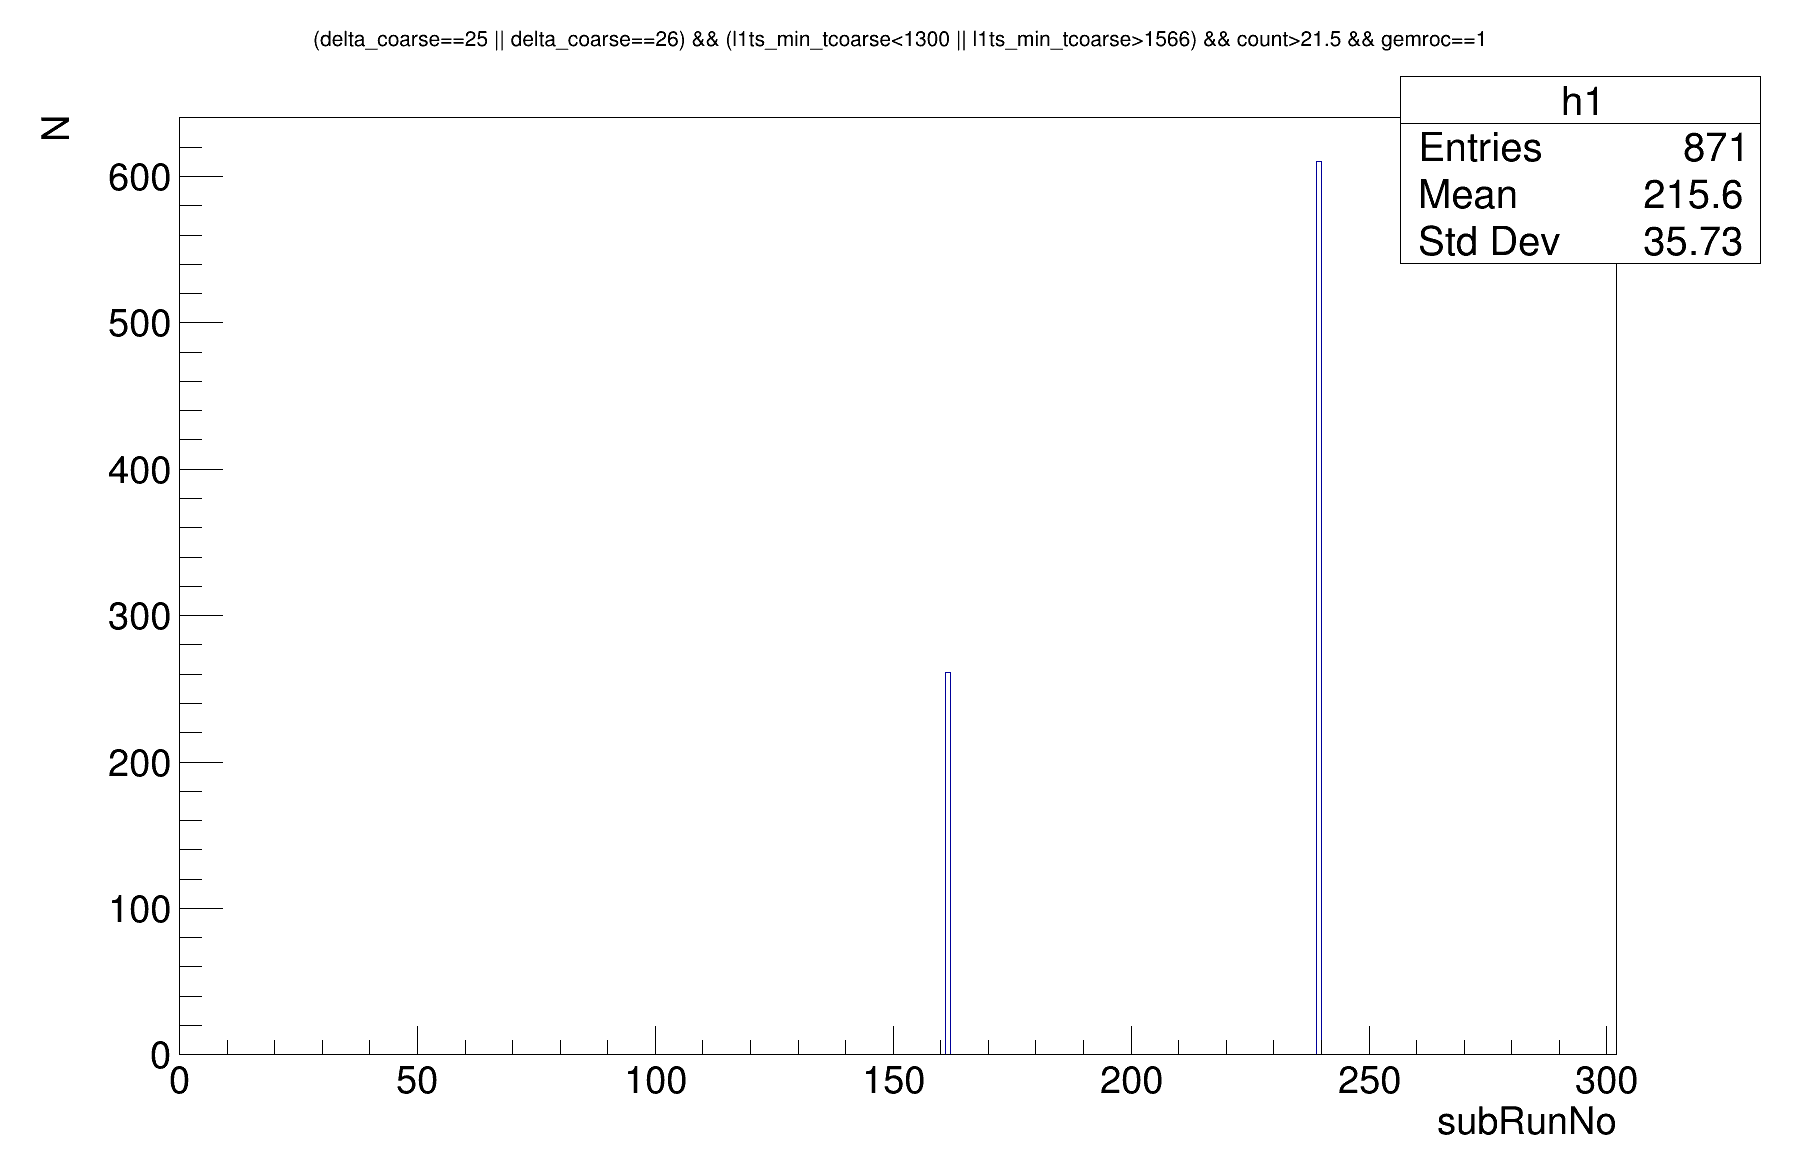 (delta_coarse==25 || delta_coarse==26) && (l1ts_min_tcoarse<1300 || l1ts_min_tcoarse>1566) && count>21.5 && gemroc==1
N
h1
Entries 871
Mean 215.6
Std Dev 35.73
600
500
400
300
200
100
0
0 50 100 150 200 250 300
subRunNo